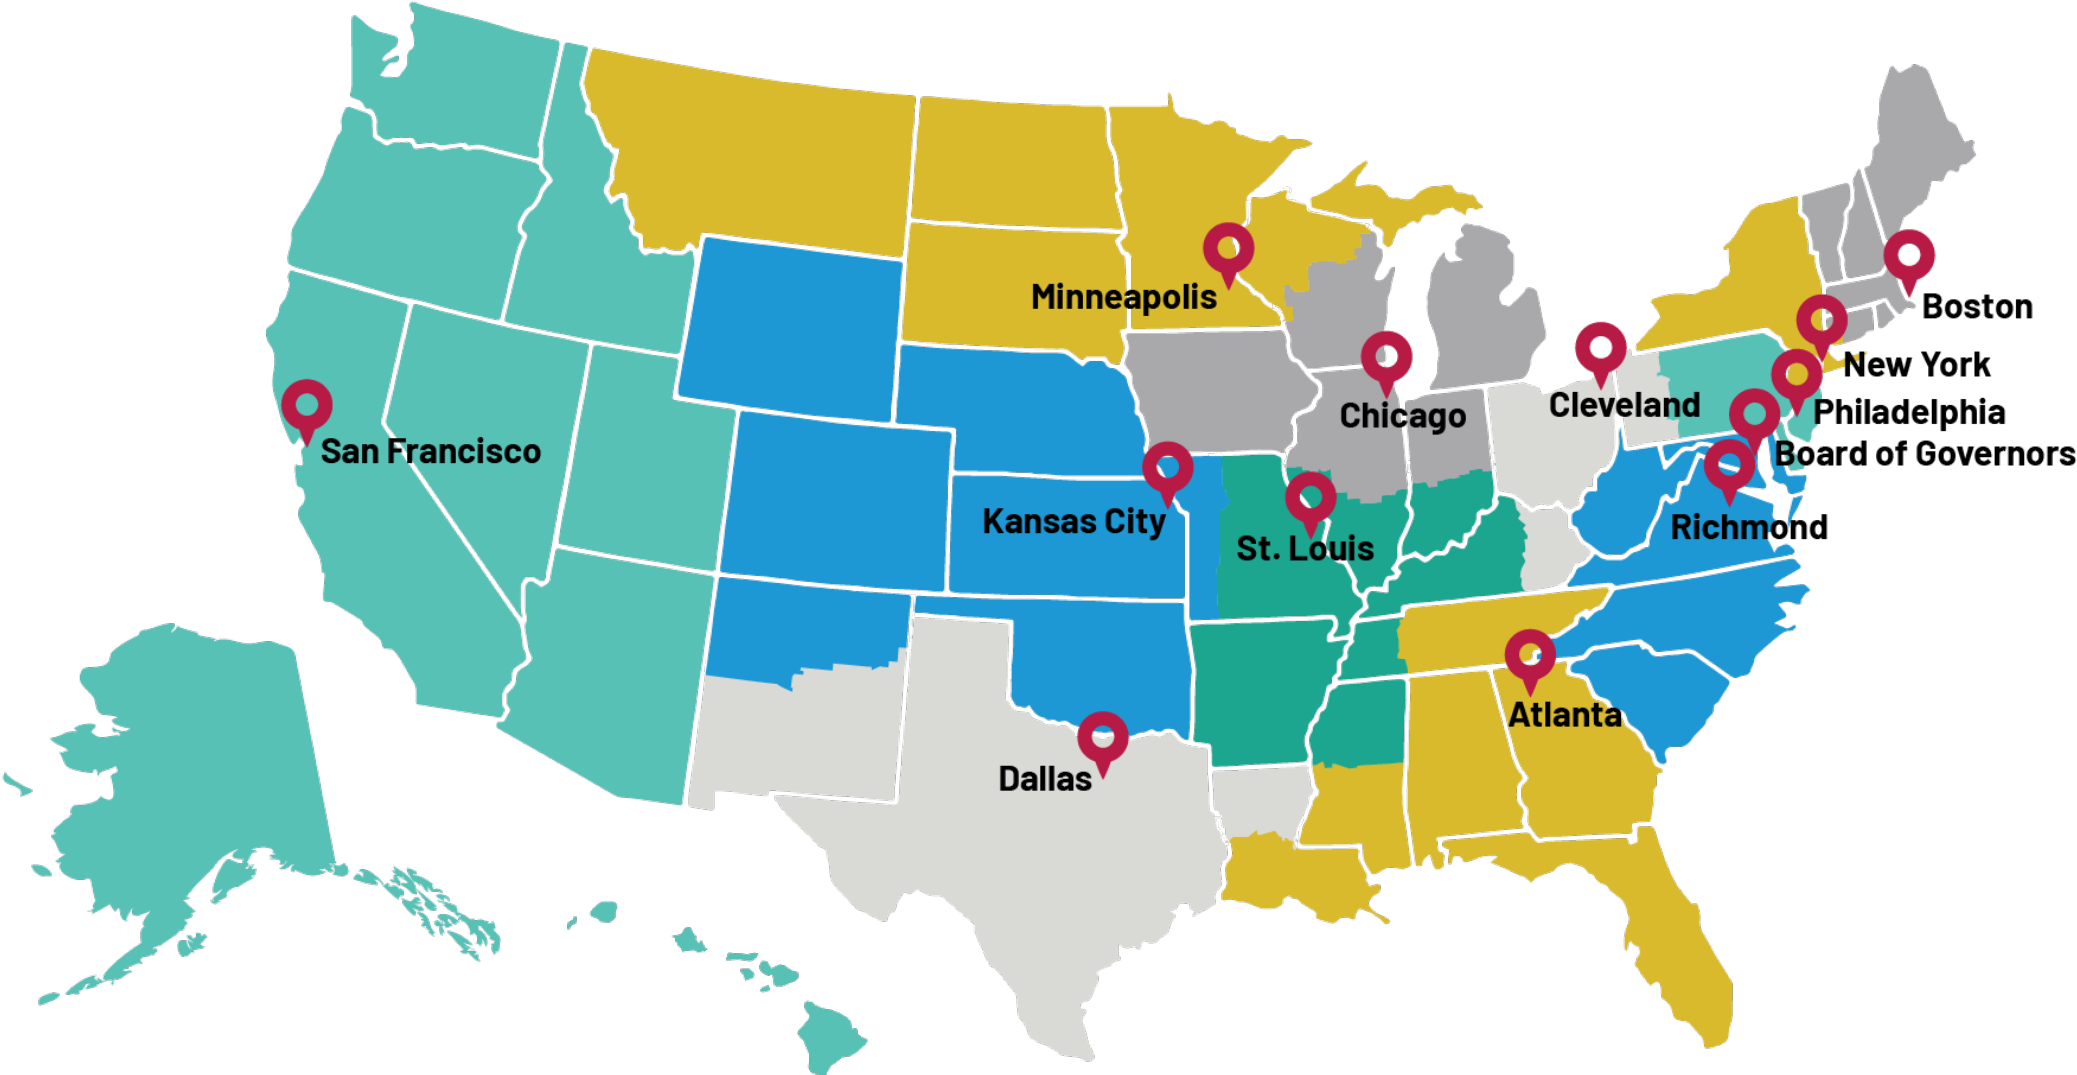 Minneapolis
Boston
New York
Chicago
Cleveland
Philadelphia
San Francisco
Board of Governors
Kansas City
Richmond
St. Louis
Atlanta
Dallas